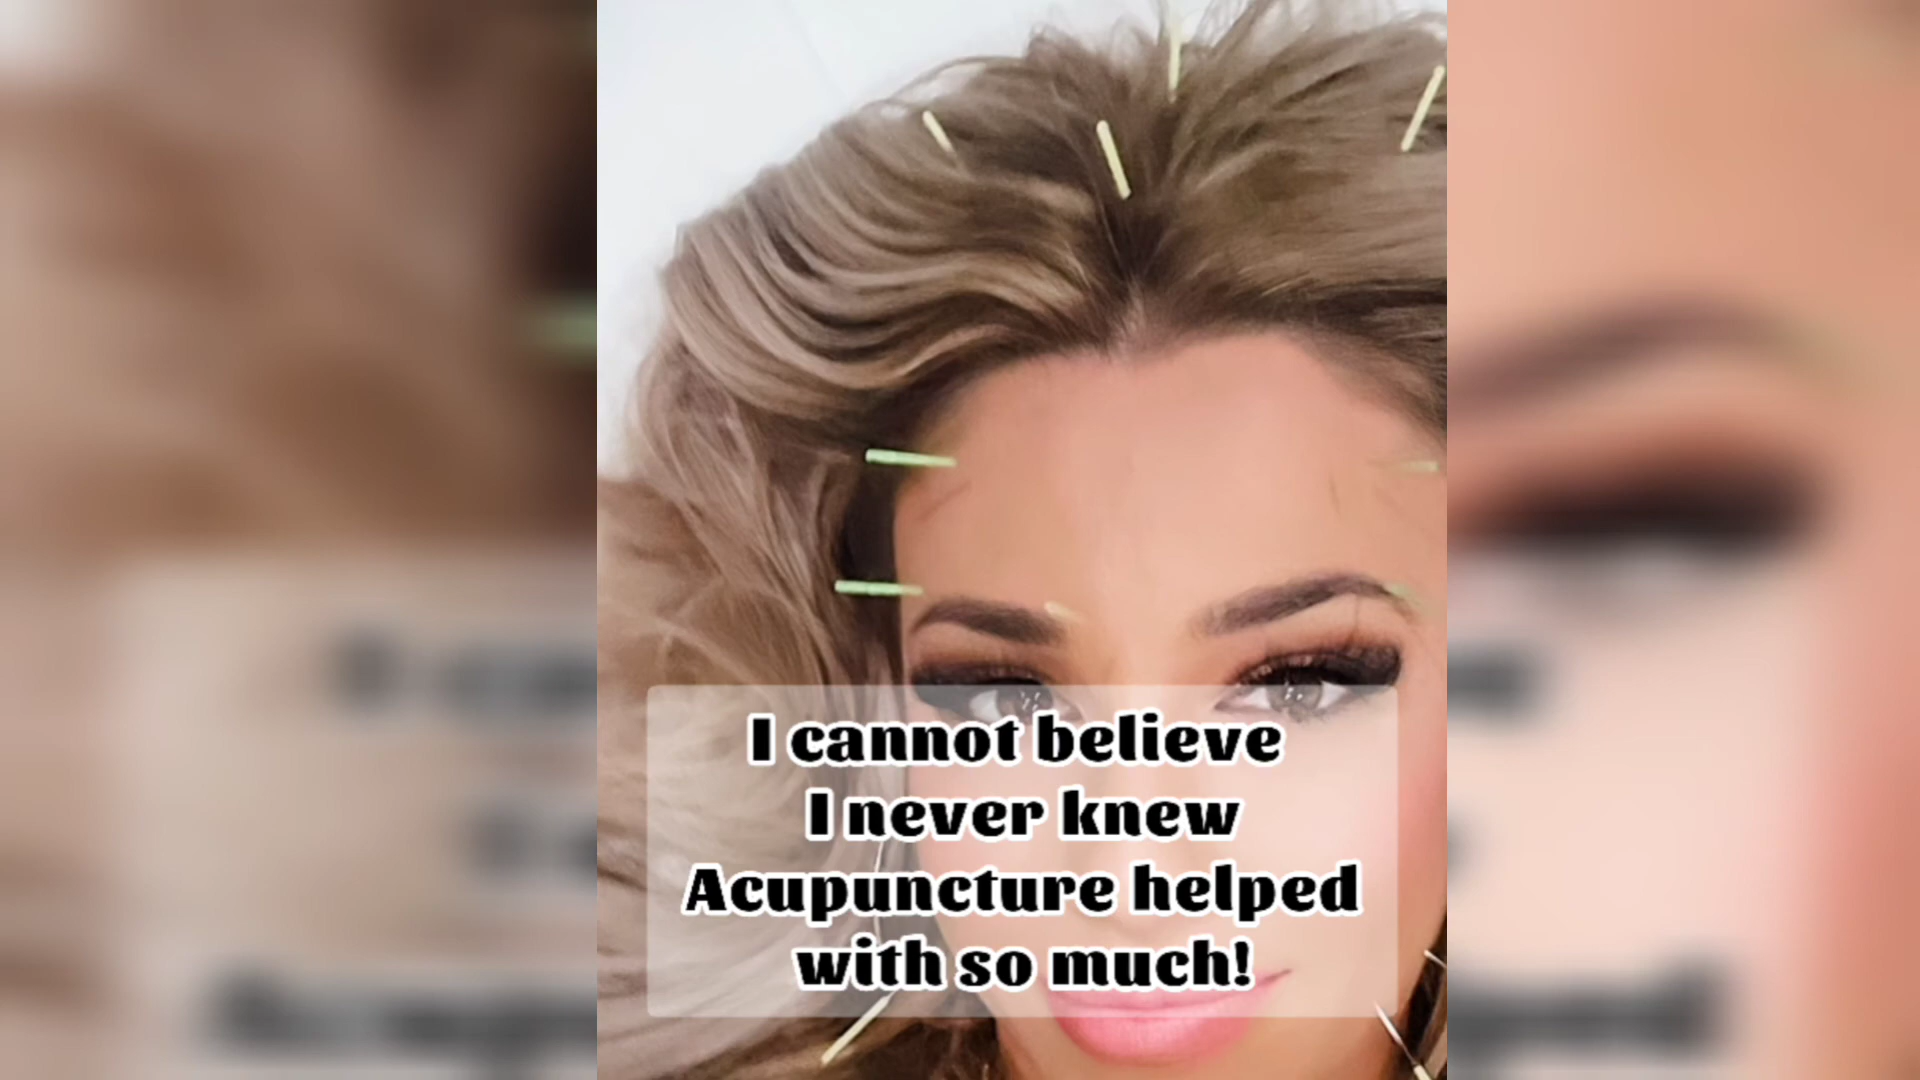 I cannot believe
I never knew
Acupuncture helped
with so much!